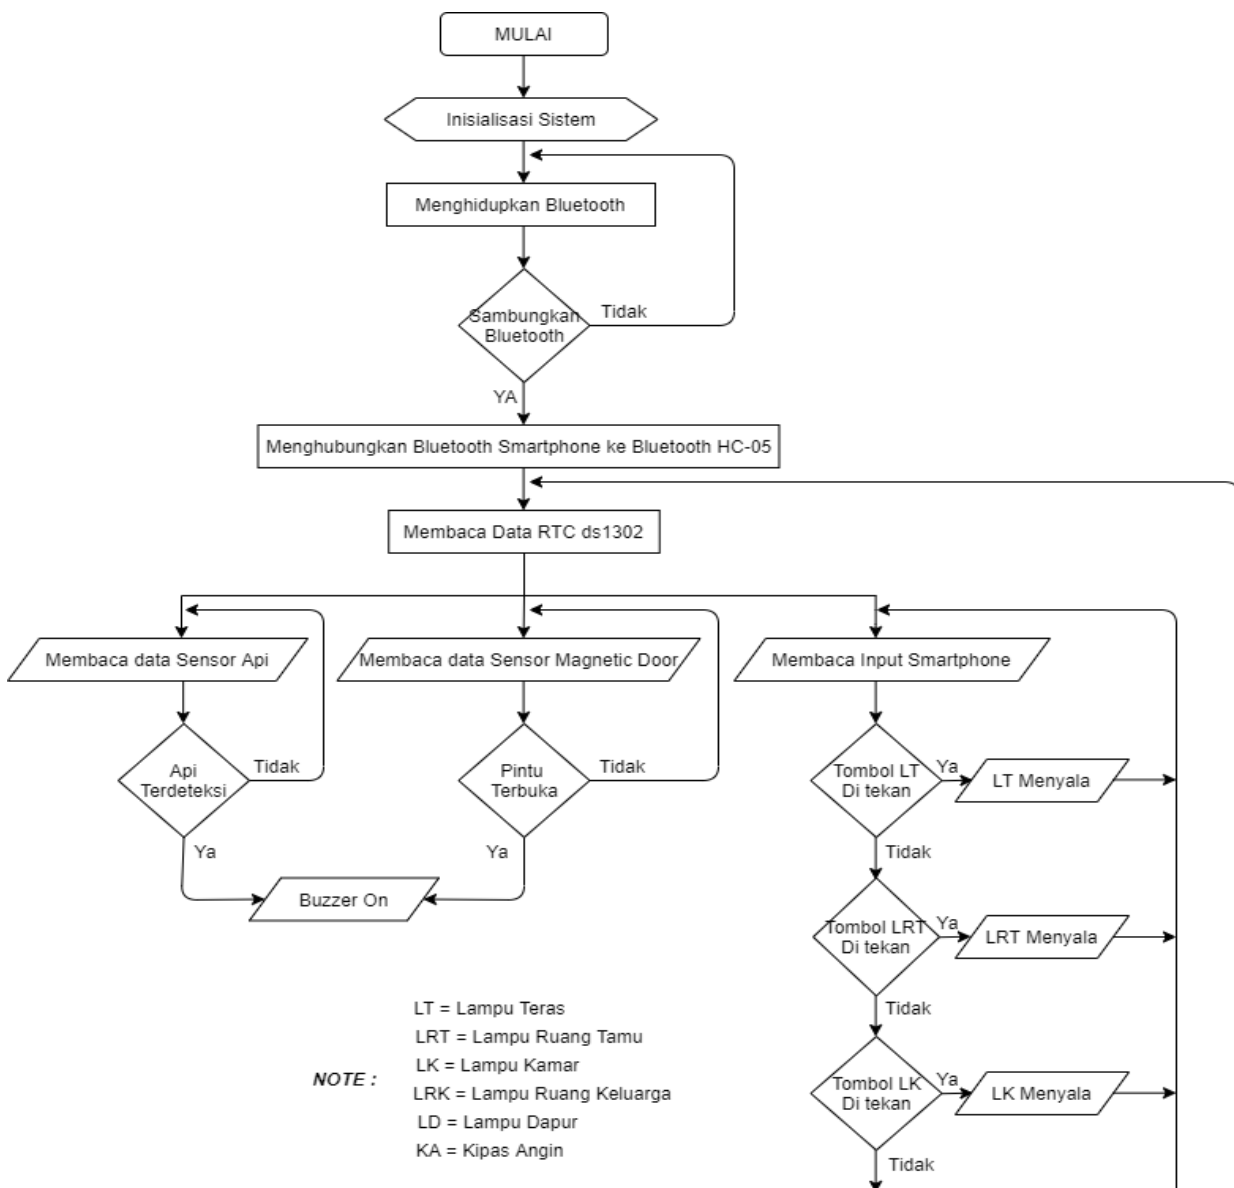 MULAI
Inisialisasi Sistem
Menghidupkan Bluetooth
Sambungkan
Bluetooth
Tidak
YA
Menghubungkan Bluetooth Smartphone ke Bluetooth HC-05
Membaca Data RTC ds1302
Membaca data Sensor Api
Membaca data Sensor Magnetic Door
Membaca Input Smartphone
Api
Terdeteksi
Tidak
Ya
Pintu
Terbuka
Tidak
Ya
Buzzer On
Tombol LT
Di tekan
Ya
LT Menyala
Tidak
Tombol LRT
Di tekan
Ya
LRT Menyala
Tidak
Tombol LK
Di tekan
Ya
LK Menyala
Tidak
NOTE :
LT = Lampu Teras
LRT = Lampu Ruang Tamu
LK = Lampu Kamar
LRK = Lampu Ruang Keluarga
LD = Lampu Dapur
KA = Kipas Angin